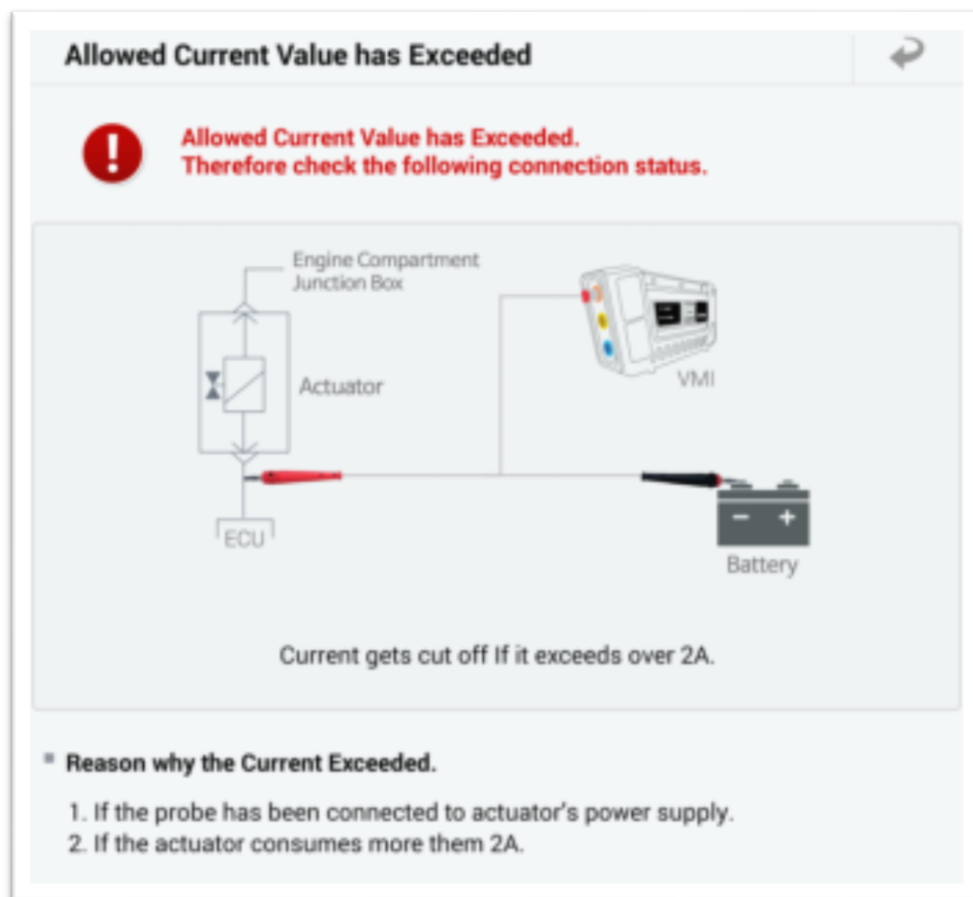 Allowed Current Value has Exceeded
Allowed Current Value has Exceeded.
Therefore check the following connection status.
Engine Compartment
Junction Box
Actuator
VMI
ECU
− +
Battery
Current gets cut off If it exceeds over 2A.
Reason why the Current Exceeded.
1. If the probe has been connected to actuator's power supply.
2. If the actuator consumes more them 2A.